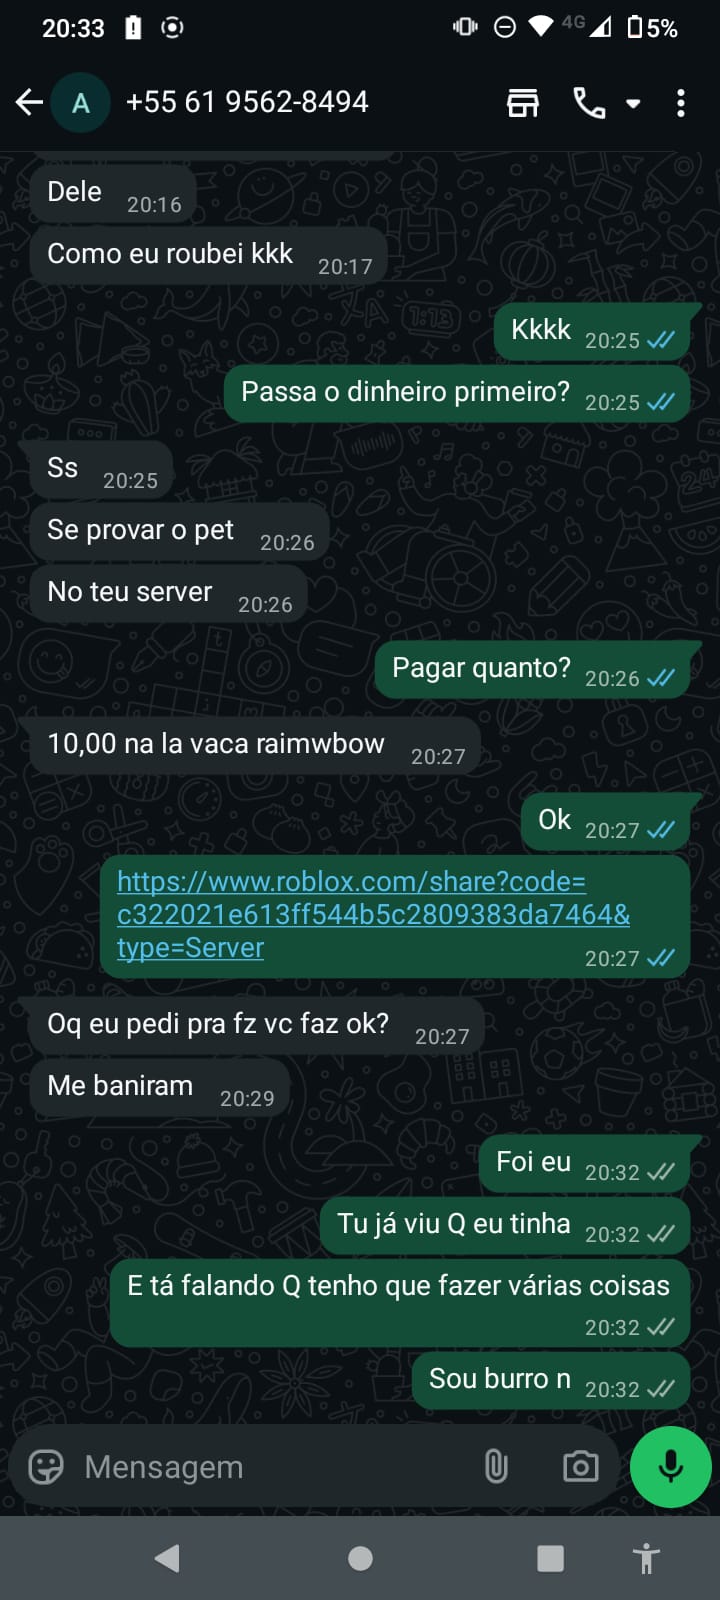 20:33
4G
5%
A
+55 61 9562-8494
Dele 20:16
Como eu roubei kkk 20:17
Kkkk 20:25
Passa o dinheiro primeiro? 20:25
Ss 20:25
Se provar o pet 20:26
No teu server 20:26
Pagar quanto? 20:26
10,00 na la vaca raimwbow 20:27
Ok 20:27
https://www.roblox.com/share?code=
c322021e613ff544b5c2809383da7464&
type=Server
20:27
Oq eu pedi pra fz vc faz ok? 20:27
Me baniram 20:29
Foi eu 20:32
Tu já viu Q eu tinha 20:32
E tá falando Q tenho que fazer várias coisas
20:32
Sou burro n 20:32
Mensagem